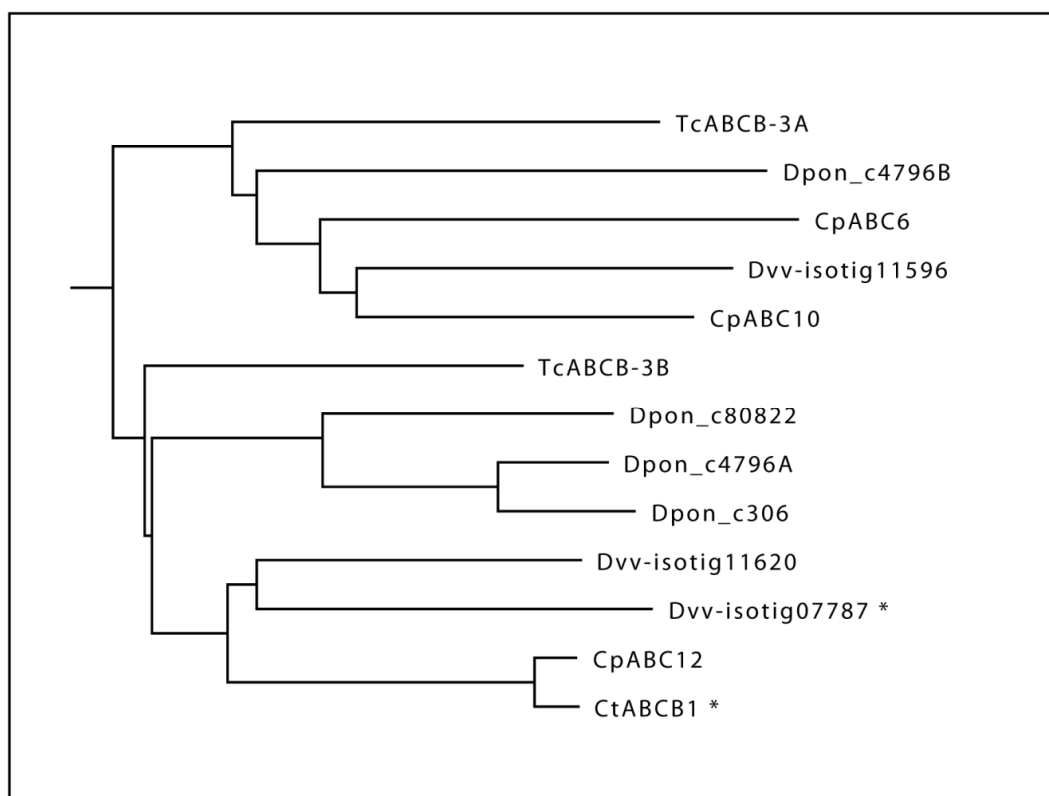 TcABCB-3A
Dpon_c4796B
CpABC6
Dvv-isotig11596
CpABC10
TcABCB-3B
Dpon_c80822
Dpon_c4796A
Dpon_c306
Dvv-isotig11620
Dvv-isotig07787 *
CpABC12
CtABCB1 *